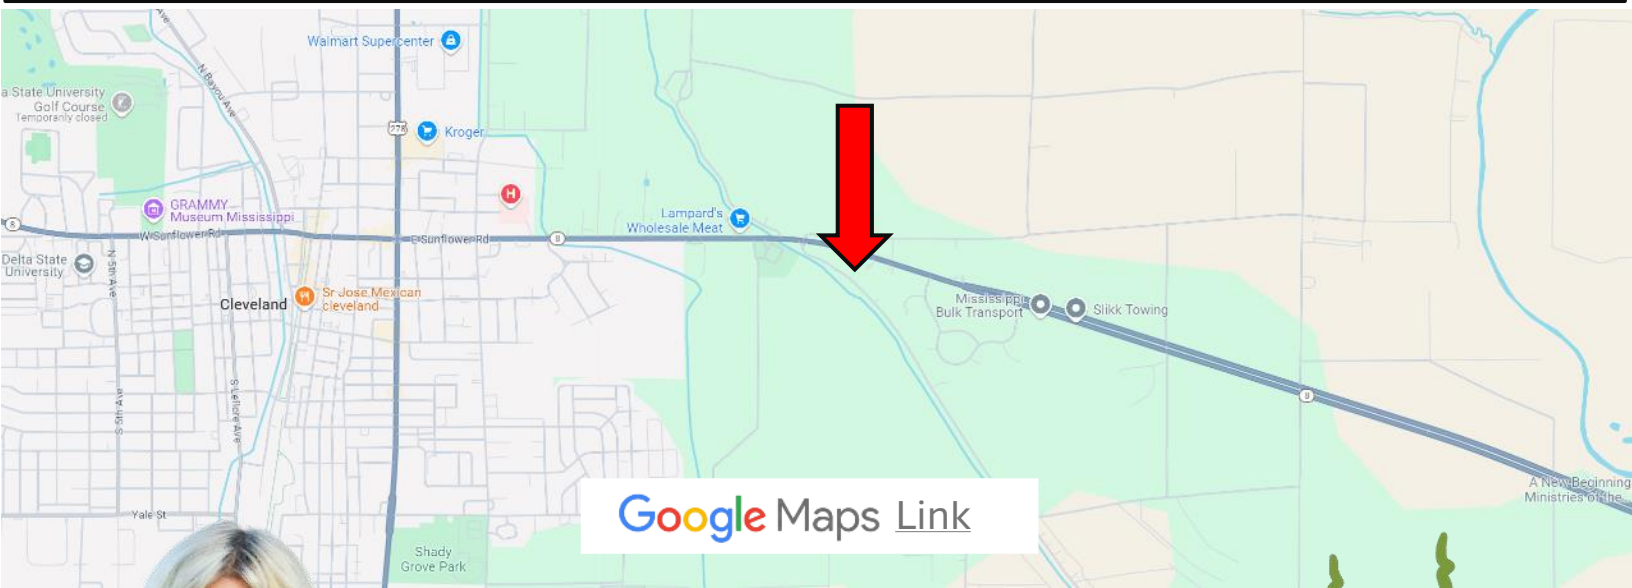 Walmart Supercenter
N Bayou Ave
a State University
Golf Course
Temporarily closed
278
Kroger
H
GRAMMY
Museum Mississippi
Lampard's
Wholesale Meat
8
W Sunflower Rd
E Sunflower Rd
8
Delta State
University
N 5th Ave
Cleveland
Sr Jose Mexican
cleveland
Mississippi
Bulk Transport
Slikk Towing
8
S 5th Ave
S Leflore Ave
A New Beginning
Ministries of the
Yale St
Google Maps Link
Shady
Grove Park